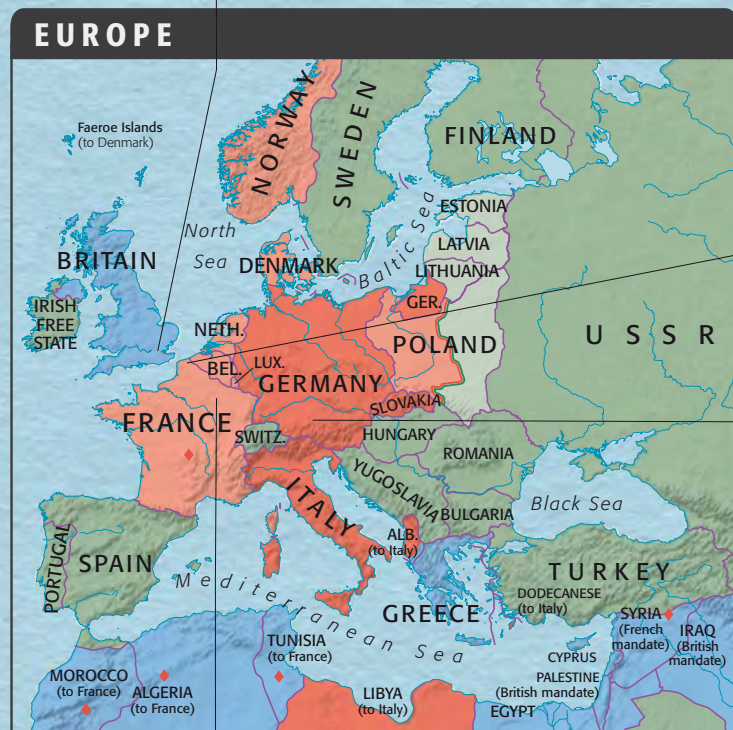 EUROPE
Faeroe Islands
(to Denmark)
NORWAY
SWEDEN
FINLAND
North
Sea
Baltic Sea
ESTONIA
LATVIA
LITHUANIA
BRITAIN
DENMARK
IRISH
FREE
STATE
NETH.
GER.
BEL.
LUX.
GERMANY
POLAND
USSR
SLOVAKIA
FRANCE
SWITZ.
HUNGARY
ROMANIA
YUGOSLAVIA
ITALY
BULGARIA
Black Sea
ALB.
(to Italy)
PORTUGAL
SPAIN
Mediterranean Sea
GREECE
TURKEY
DODECANESE
(to Italy)
SYRIA
(French
mandate)
IRAQ
(British
mandate)
CYPRUS
PALESTINE
(British mandate)
EGYPT
MOROCCO
(to France)
ALGERIA
(to France)
TUNISIA
(to France)
LIBYA
(to Italy)